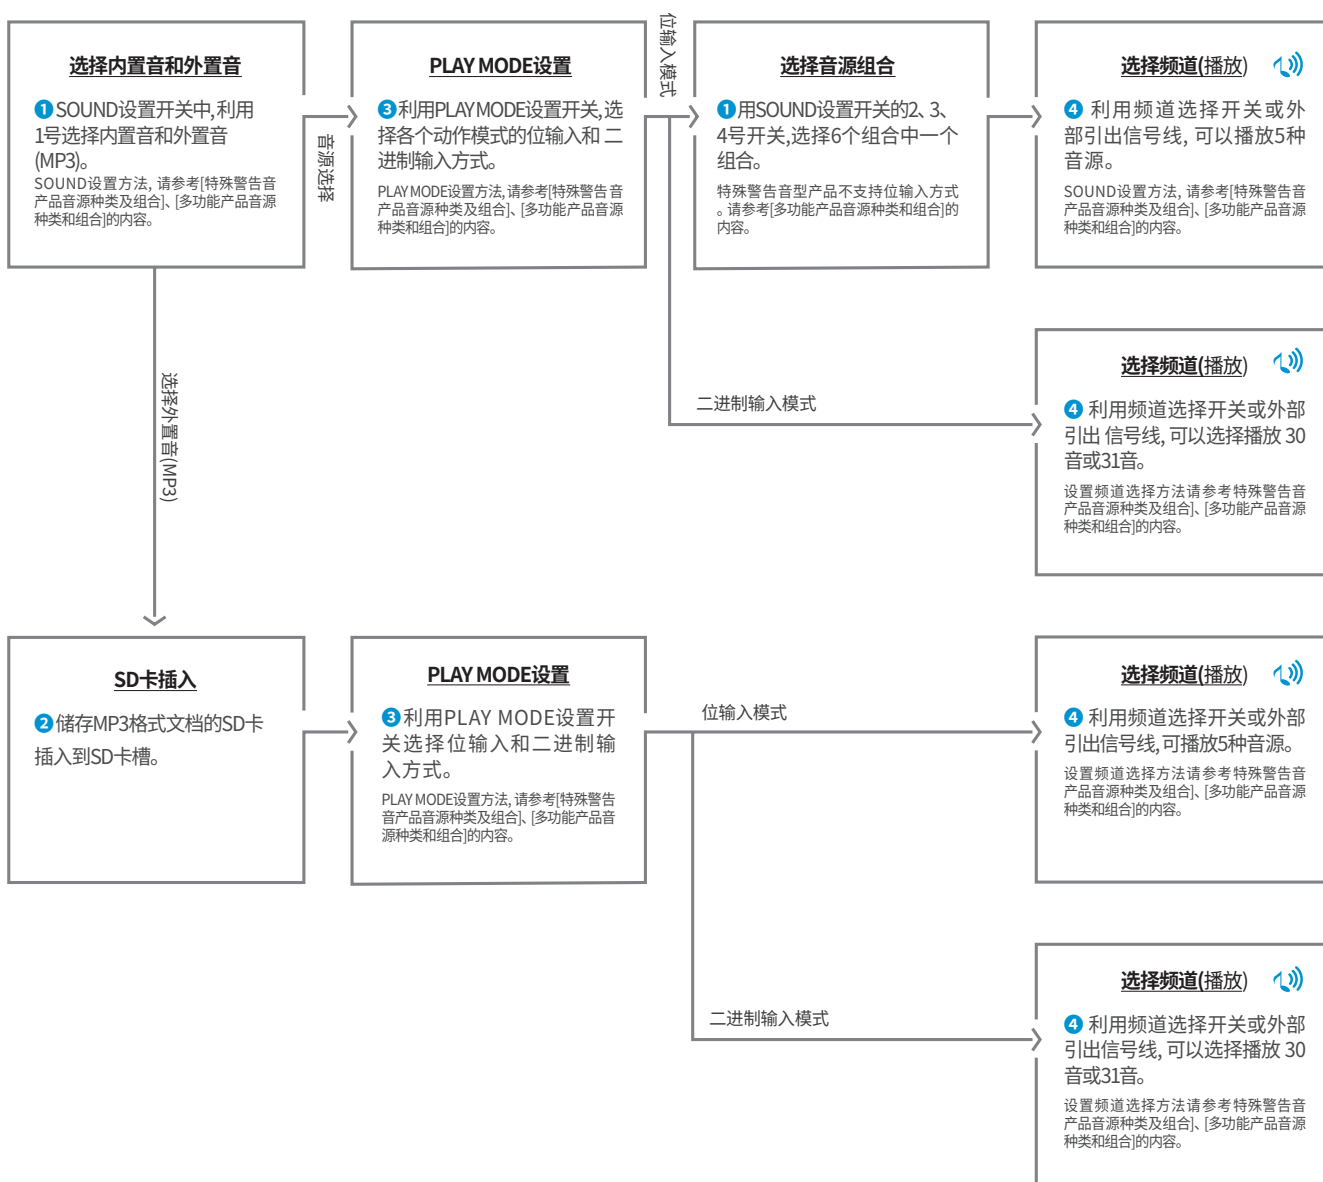 选择内置音和外置音
❶ SOUND设置开关中,利用
1号选择内置音和外置音
(MP3)。
SOUND设置方法, 请参考[特殊警告音
产品音源种类及组合]、[多功能产品音源
种类和组合]的内容。
音源选择
PLAY MODE设置
❸ 利用PLAY MODE设置开关,选
择各个动作模式的位输入和 二
进制输入方式。
PLAY MODE设置方法, 请参考[特殊警告音
产品音源种类及组合]、[多功能产品音源
种类和组合]的内容。
位输入模式
选择音源组合
❶ 用SOUND设置开关的2、3、
4号开关,选择6个组合中一个
组合。
特殊警告音型产品不支持位输入方式
。请参考[多功能产品音源种类和组合]的
内容。
选择频道(播放)
❹ 利用频道选择开关或外
部引出信号线, 可以播放5种
音源。
SOUND设置方法, 请参考[特殊警告音
产品音源种类及组合]、[多功能产品音源
种类和组合]的内容。
二进制输入模式
选择频道(播放)
❹ 利用频道选择开关或外部
引出 信号线, 可以选择播放 30
音或31音。
设置频道选择方法请参考特殊警告音
产品音源种类及组合]、[多功能产品音源
种类和组合]的内容。
选择外置音(MP3)
SD卡插入
❷ 储存MP3格式文档的SD卡
插入到SD卡槽。
PLAY MODE设置
❸ 利用PLAY MODE设置开
关选择位输入和二进制输
入方式。
PLAY MODE设置方法, 请参考[特殊警告
音产品音源种类及组合]、[多功能产品音
源种类和组合]的内容。
位输入模式
选择频道(播放)
❹ 利用频道选择开关或外部
引出信号线, 可播放5种音源。
设置频道选择方法请参考特殊警告音
产品音源种类及组合]、[多功能产品音源
种类和组合]的内容。
二进制输入模式
选择频道(播放)
❹ 利用频道选择开关或外部
引出信号线, 可以选择播放 30
音或31音。
设置频道选择方法请参考特殊警告音
产品音源种类及组合]、[多功能产品音源
种类和组合]的内容。